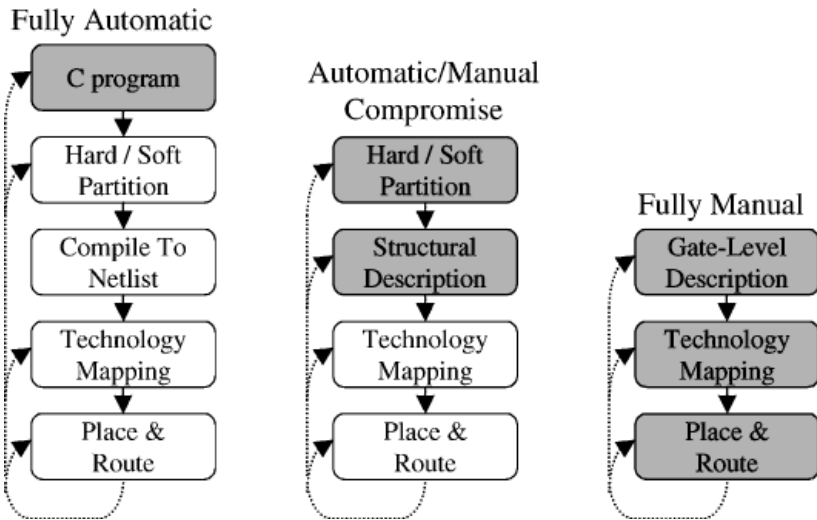 Fully Automatic
C program
Hard / Soft
Partition
Compile To
Netlist
Technology
Mapping
Place &
Route
Automatic/Manual
Compromise
Hard / Soft
Partition
Structural
Description
Technology
Mapping
Place &
Route
Fully Manual
Gate-Level
Description
Technology
Mapping
Place &
Route